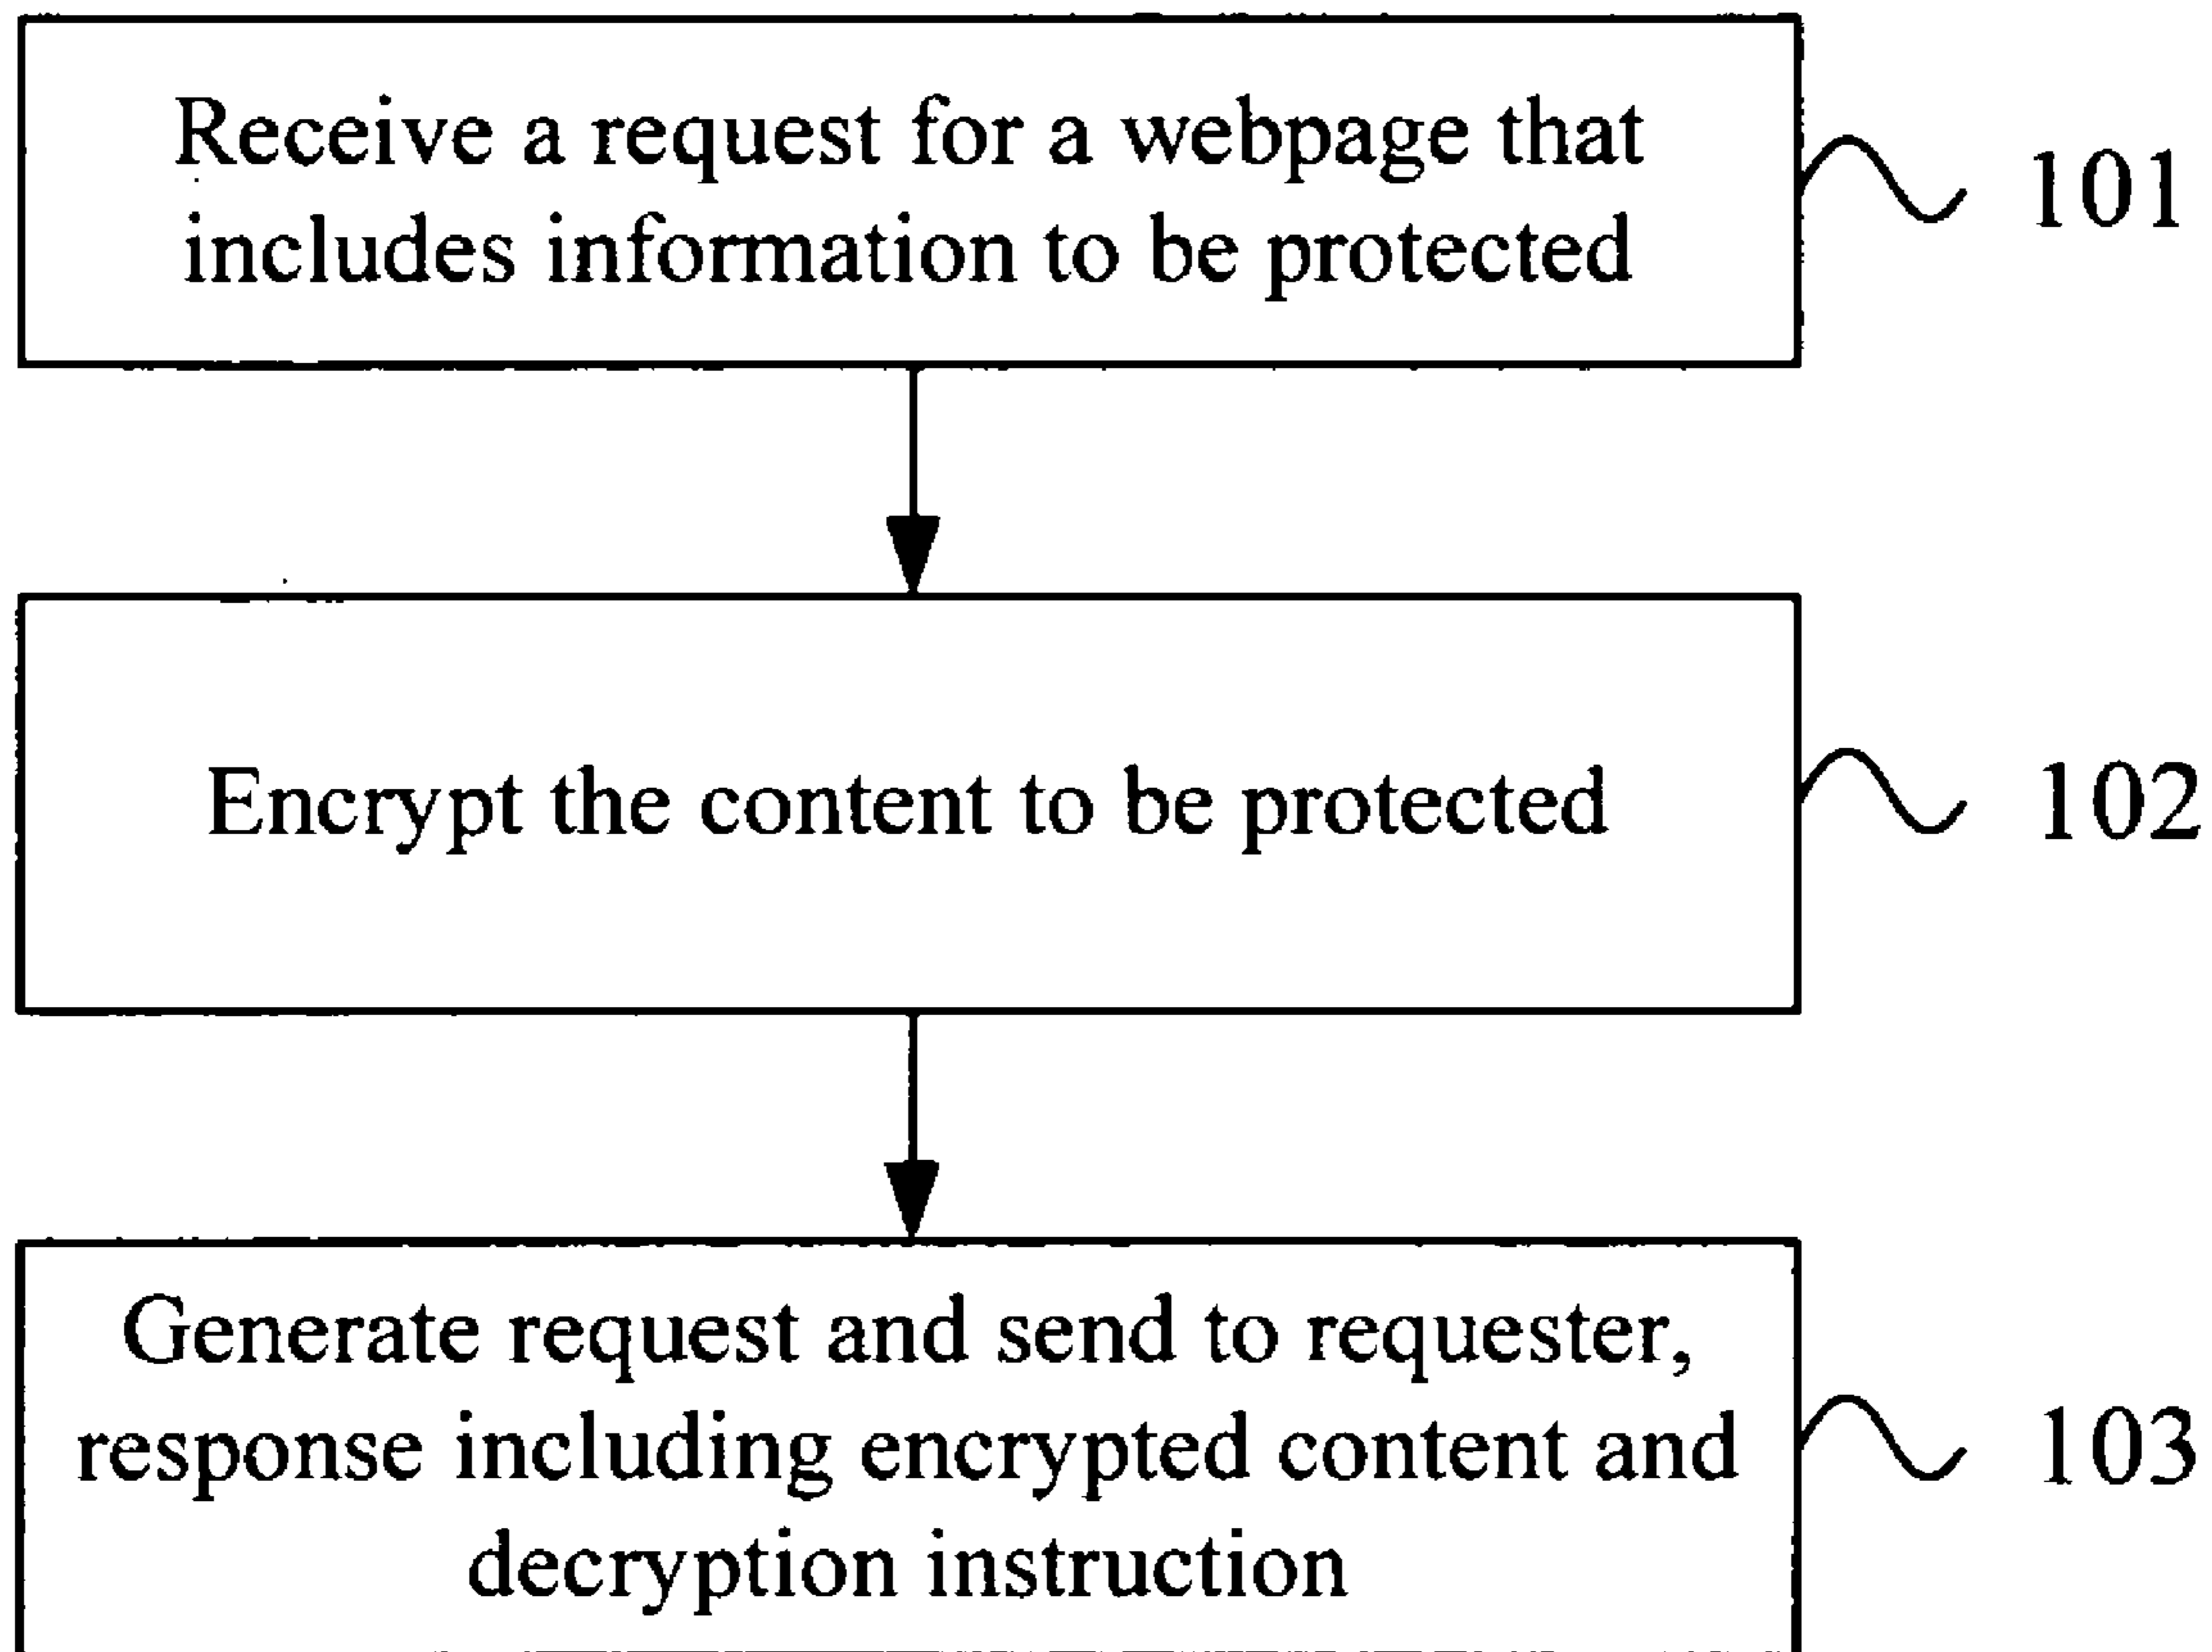 Receive a request for a webpage that
includes information to be protected
101
Encrypt the content to be protected
102
Generate request and send to requester,
response including encrypted content and
decryption instruction
103